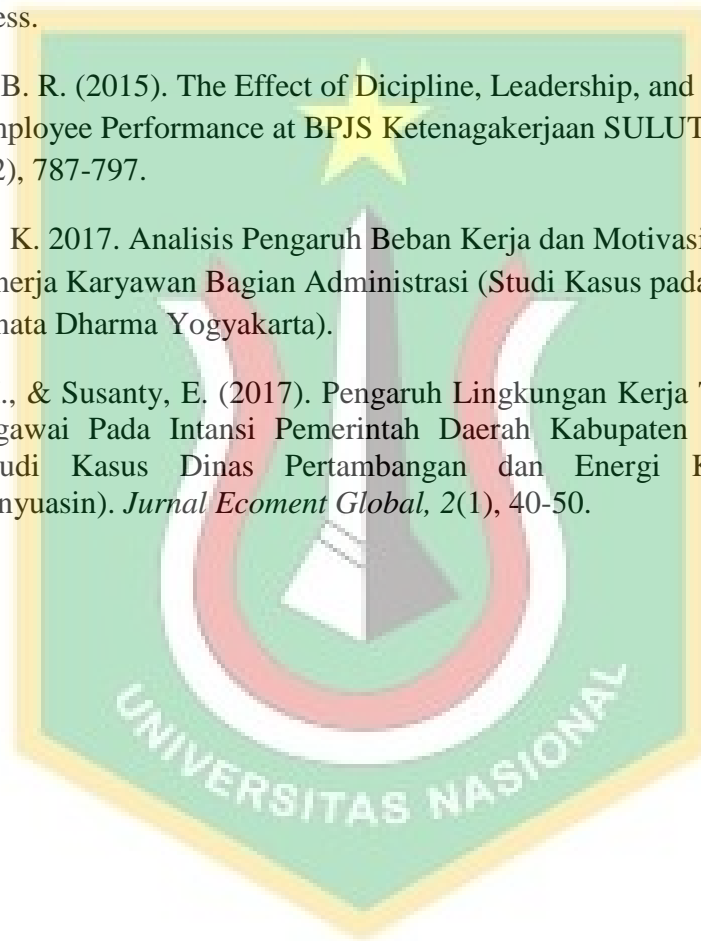 ess.
B. R. (2015). The Effect of Dicipline, Leadership, and
mployee Performance at BPJS Ketenagakerjaan SULUT
2), 787-797.
K. 2017. Analisis Pengaruh Beban Kerja dan Motivasi
nerja Karyawan Bagian Administrasi (Studi Kasus pada
nata Dharma Yogyakarta).
., & Susanty, E. (2017). Pengaruh Lingkungan Kerja
gawai Pada Intansi Pemerintah Daerah Kabupaten
udi Kasus Dinas Pertambangan dan Energi K
nyuasin). Jurnal Ecoment Global, 2(1), 40-50.
UNIVERSITAS NASIONAL